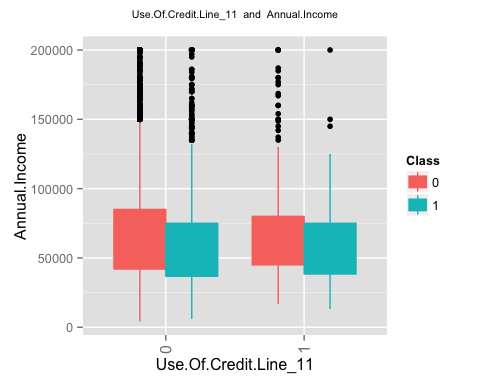 Use.Of.Credit.Line_11 and Annual.Income
200000
150000
100000
50000
0
Annual.Income
0
1
Use.Of.Credit.Line_11
Class
0
1